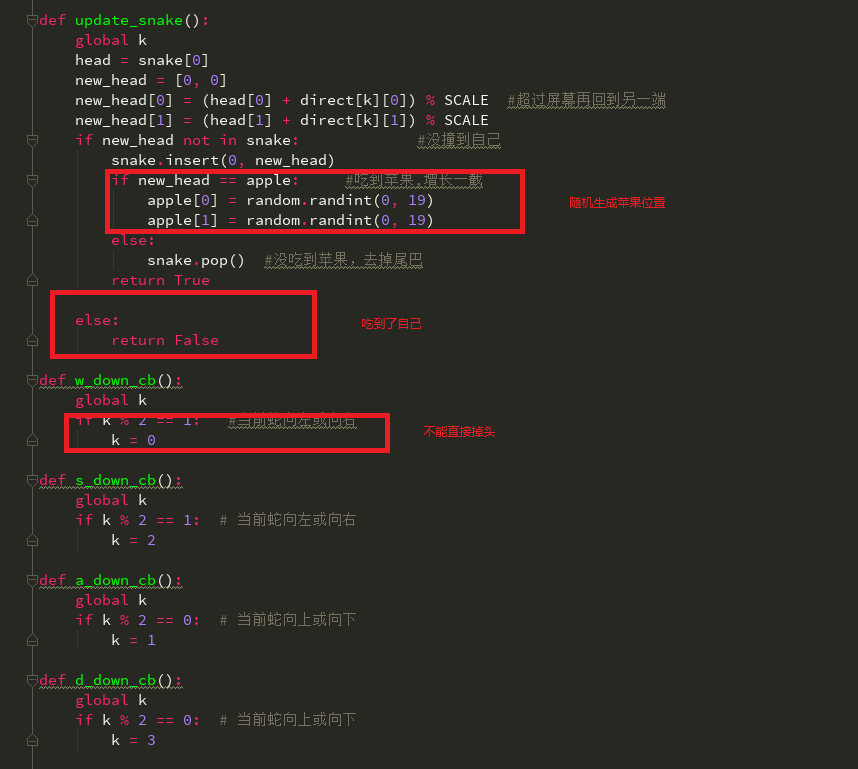 def update_snake():
    global k
    head = snake[0]
    new_head = [0, 0]
    new_head[0] = (head[0] + direct[k][0]) % SCALE  #超过屏幕再回到另一端
    new_head[1] = (head[1] + direct[k][1]) % SCALE
    if new_head not in snake:             #没撞到自己
        snake.insert(0, new_head)
        if new_head == apple:     #吃到苹果,增长一截
            apple[0] = random.randint(0, 19)
            apple[1] = random.randint(0, 19)
随机生成苹果位置
        else:
            snake.pop()  #没吃到苹果, 去掉尾巴
        return True
    else:
吃到了自己
        return False
def w_down_cb():
    global k
    if k % 2 == 1:   #当前蛇向左或向右
        k = 0
不能直接掉头
def s_down_cb():
    global k
    if k % 2 == 1:  # 当前蛇向左或向右
        k = 2
def a_down_cb():
    global k
    if k % 2 == 0:  # 当前蛇向上或向下
        k = 1
def d_down_cb():
    global k
    if k % 2 == 0:  # 当前蛇向上或向下
        k = 3